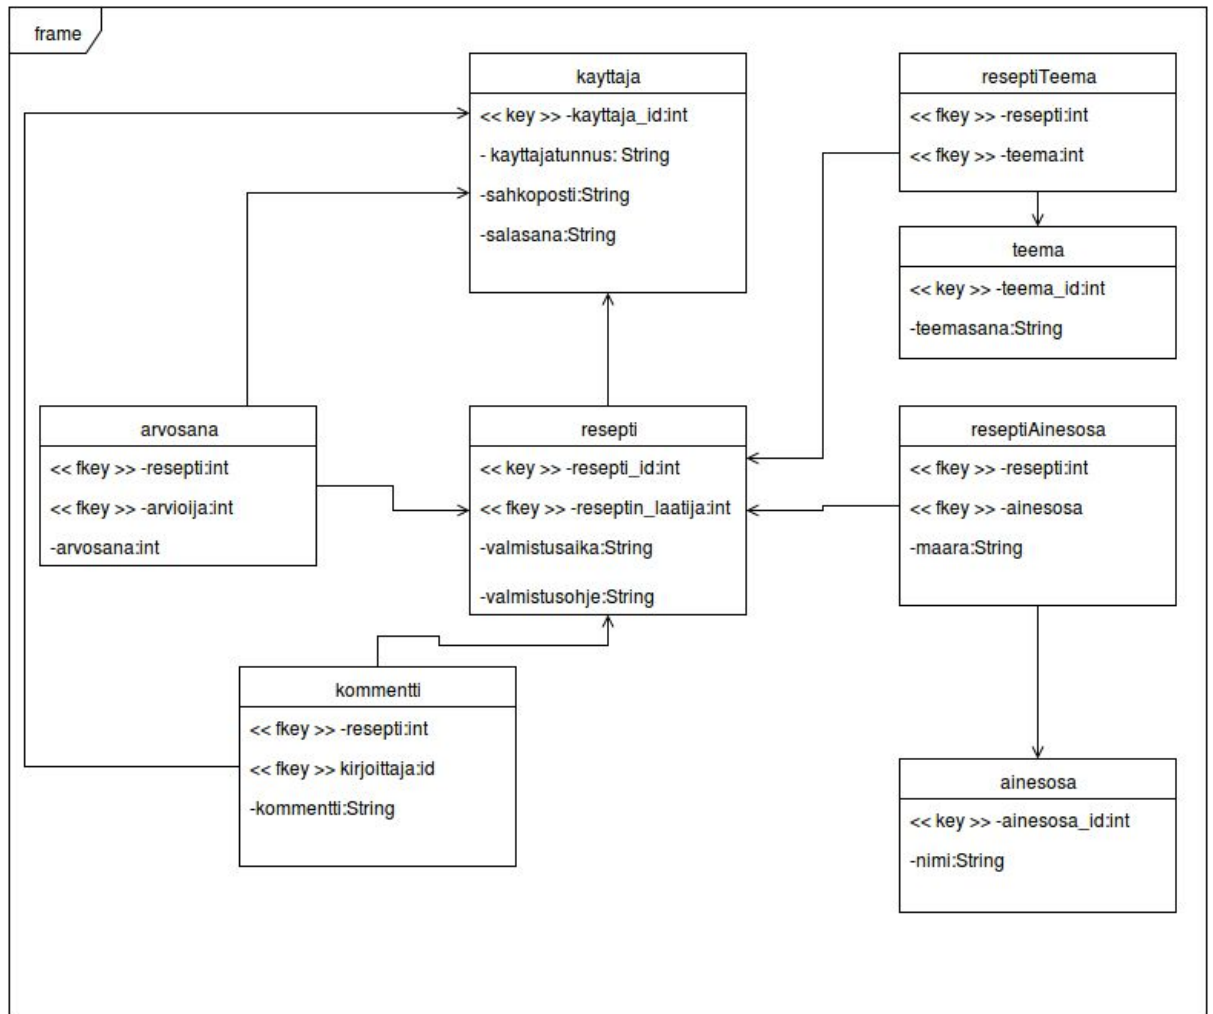 frame
kayttaja
<< key >> -kayttaja_id:int
- kayttajatunnus: String
-sahkoposti:String
-salasana:String
reseptiTeema
<< fkey >> -resepti:int
<< fkey >> -teema:int
teema
<< key >> -teema_id:int
-teemasana:String
arvosana
<< fkey >> -resepti:int
<< fkey >> -arvioija:int
-arvosana:int
resepti
<< key >> -resepti_id:int
<< fkey >> -reseptin_laatija:int
-valmistusaika:String
-valmistusohje:String
reseptiAinesosa
<< fkey >> -resepti:int
<< fkey >> -ainesosa
-maara:String
kommentti
<< fkey >> -resepti:int
<< fkey >> kirjoittaja:id
-kommentti:String
ainesosa
<< key >> -ainesosa_id:int
-nimi:String